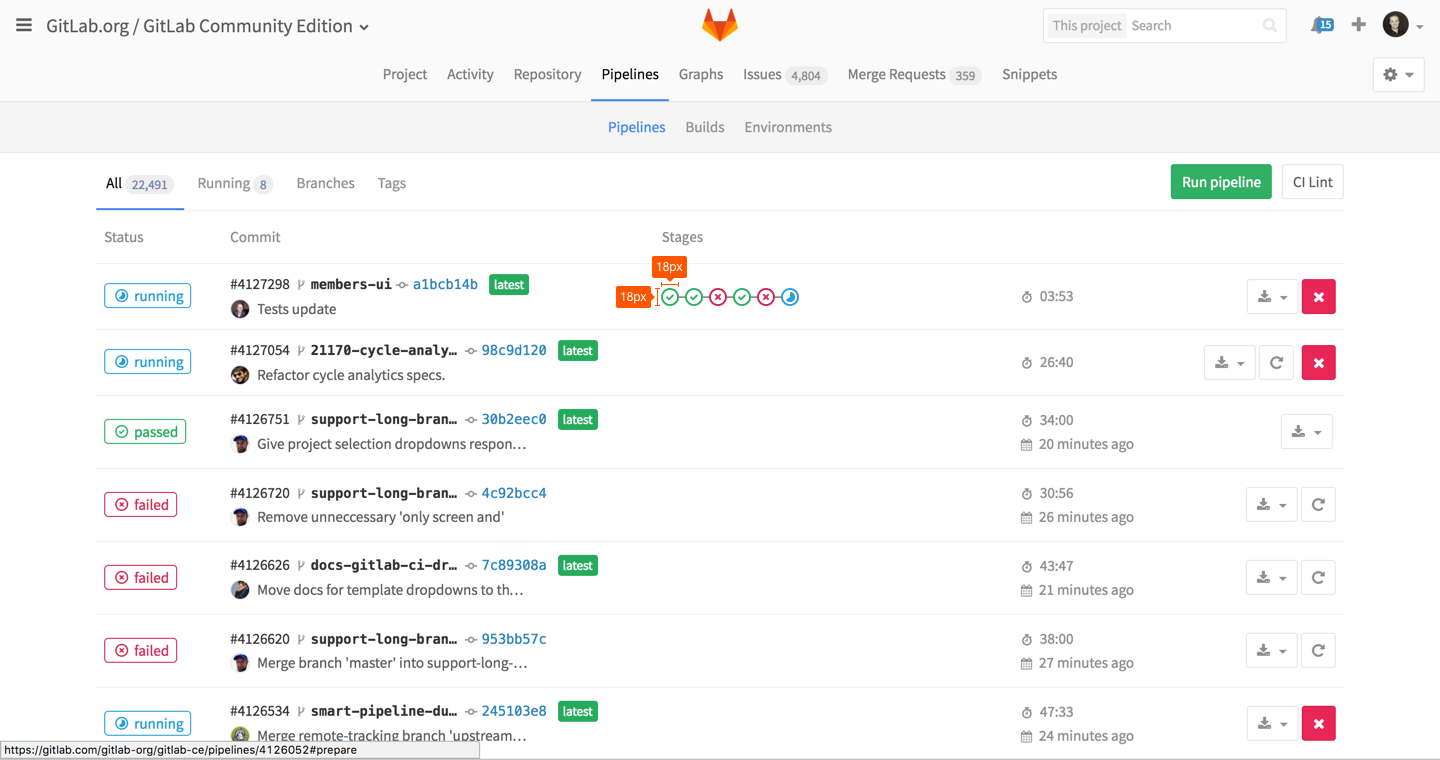 GitLab.org / GitLab Community Edition
This project Search 15
Project Activity Repository Pipelines Graphs Issues 4,804 Merge Requests 359 Snippets
Pipelines Builds Environments
All 22,491 Running 8 Branches Tags Run pipeline CI Lint
Status Commit Stages
18px
running #4127298 members-ui a1bcb14b latest 18px 03:53
Tests update
running #4127054 21170-cycle-analy… 98c9d120 latest 26:40
Refactor cycle analytics specs.
passed #4126751 support-long-bran… 30b2eec0 latest 34:00
Give project selection dropdowns respon… 20 minutes ago
failed #4126720 support-long-bran… 4c92bcc4 30:56
Remove unneccessary 'only screen and' 26 minutes ago
failed #4126626 docs-gitlab-ci-dr… 7c89308a latest 43:47
Move docs for template dropdowns to th… 21 minutes ago
failed #4126620 support-long-bran… 953bb57c 38:00
Merge branch 'master' into support-long-… 27 minutes ago
running #4126534 smart-pipeline-du… 245103e8 latest 47:33
Merge remote-tracking branch 'upstream… 24 minutes ago
https://gitlab.com/gitlab-org/gitlab-ce/pipelines/4126052#prepare